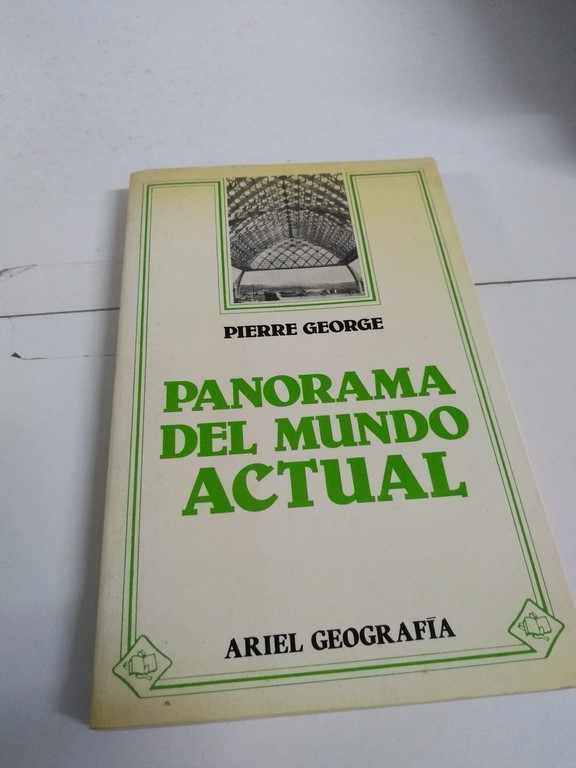 PIERRE GEORGE
PANORAMA
DEL MUNDO
ACTUAL
ARIEL GEOGRAFÍA